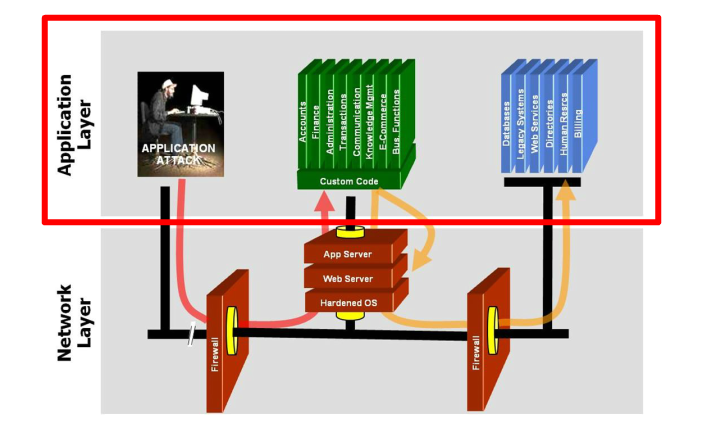 Application
Layer
APPLICATION
ATTACK
Accounts
Finance
Administration
Transactions
Communication
Knowledge Mgmt
E-Commerce
Bus. Functions
Custom Code
Databases
Legacy Systems
Web Services
Directories
Human Resrcs
Billing
Network
Layer
App Server
Web Server
Hardened OS
Firewall
Firewall